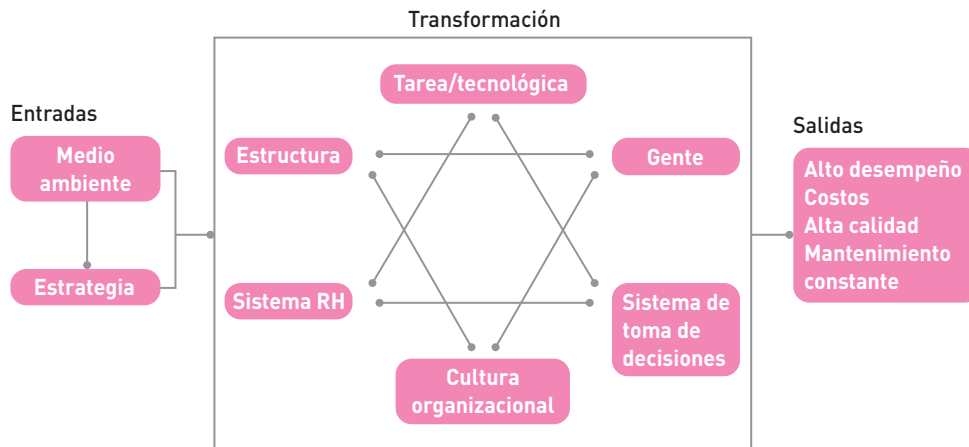 Transformación
Entradas
Medio
ambiente
Estrategia
Tarea/tecnológica
Estructura
Gente
Sistema RH
Sistema de
toma de
decisiones
Cultura
organizacional
Salidas
Alto desempeño
Costos
Alta calidad
Mantenimiento
constante